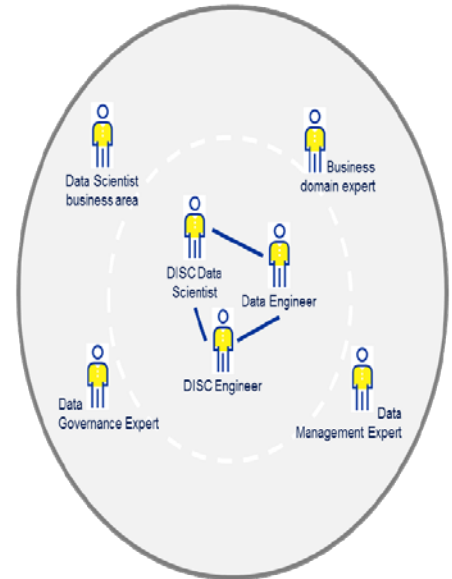 Data Scientist
business area
Business
domain expert
DISC Data
Scientist
Data Engineer
DISC Engineer
Data
Governance Expert
Data
Management Expert